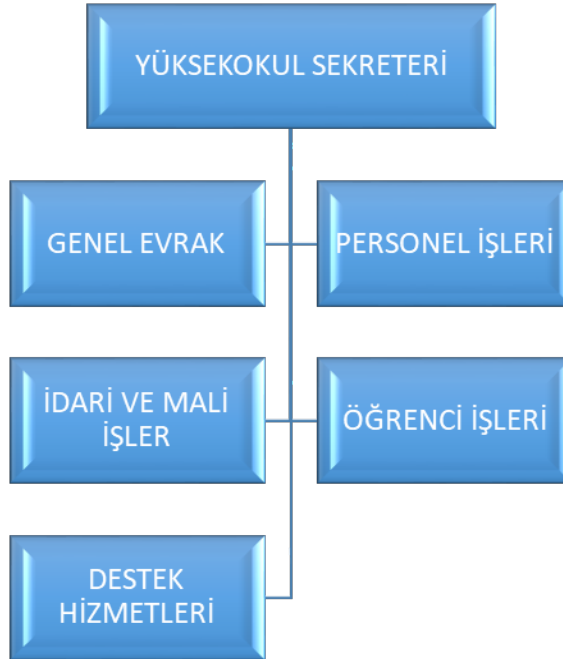 YÜKSEKOKUL SEKRETERİ
GENEL EVRAK
PERSONEL İŞLERİ
İDARİ VE MALİ
İŞLER
ÖĞRENCİ İŞLERİ
DESTEK
HİZMETLERİ